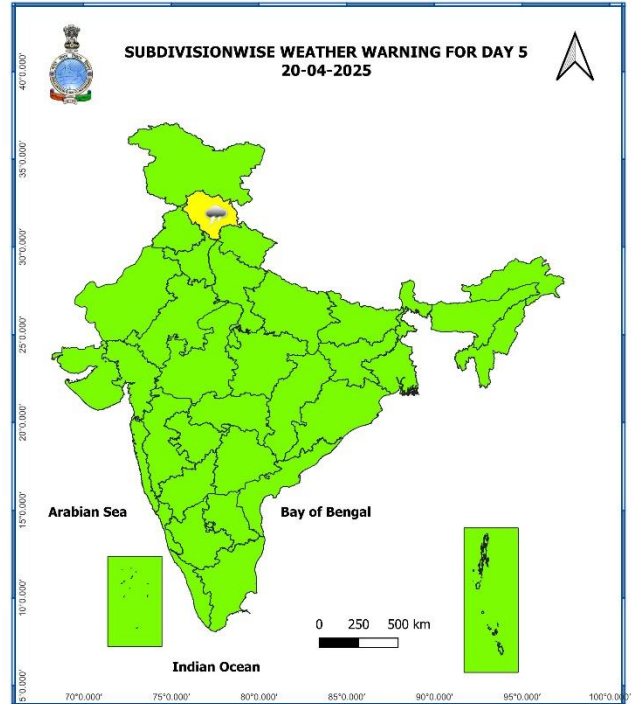 SUBDIVISIONWISE WEATHER WARNING FOR DAY 5
20-04-2025
40°0.000'
35°0.000'
30°0.000'
25°0.000'
20°0.000'
15°0.000'
10°0.000'
5°0.000'
Arabian Sea
Bay of Bengal
0 250 500 km
Indian Ocean
70°0.000' 75°0.000' 80°0.000' 85°0.000' 90°0.000' 95°0.000' 100°0.000'